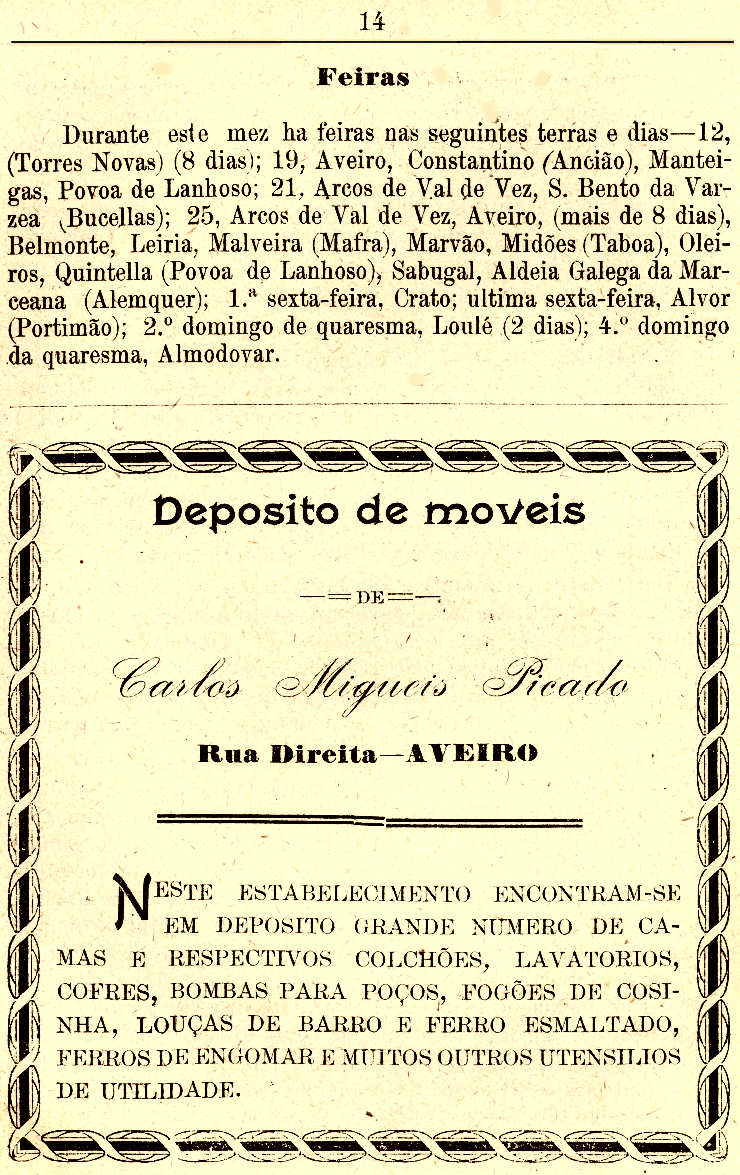 14
Feiras
Durante este mez ha feiras nas seguintes terras e dias—12,
(Torres Novas) (8 dias); 19, Aveiro, Constantino (Ancião), Mantei-
gas, Povoa de Lanhoso; 21, Arcos de Val de Vez, S. Bento da Var-
zea (Bucellas); 25, Arcos de Val de Vez, Aveiro, (mais de 8 dias),
Belmonte, Leiria, Malveira (Mafra), Marvão, Midões (Taboa), Olei-
ros, Quintella (Povoa de Lanhoso), Sabugal, Aldeia Galega da Mar-
ceana (Alemquer); 1.ª sexta-feira, Crato; ultima sexta-feira, Alvor
(Portimão); 2.º domingo de quaresma, Loulé (2 dias); 4.º domingo
da quaresma, Almodovar.
Deposito de moveis
—=DE=—
Carlos Migueis Picado
Rua Direita—AVEIRO
NESTE ESTABELECIMENTO ENCONTRAM-SE
EM DEPOSITO GRANDE NUMERO DE CA-
MAS E RESPECTIVOS COLCHÕES, LAVATORIOS,
COFRES, BOMBAS PARA POÇOS, FOGÕES DE COSI-
NHA, LOUÇAS DE BARRO E FERRO ESMALTADO,
FERROS DE ENGOMAR E MUITOS OUTROS UTENSILIOS
DE UTILIDADE.